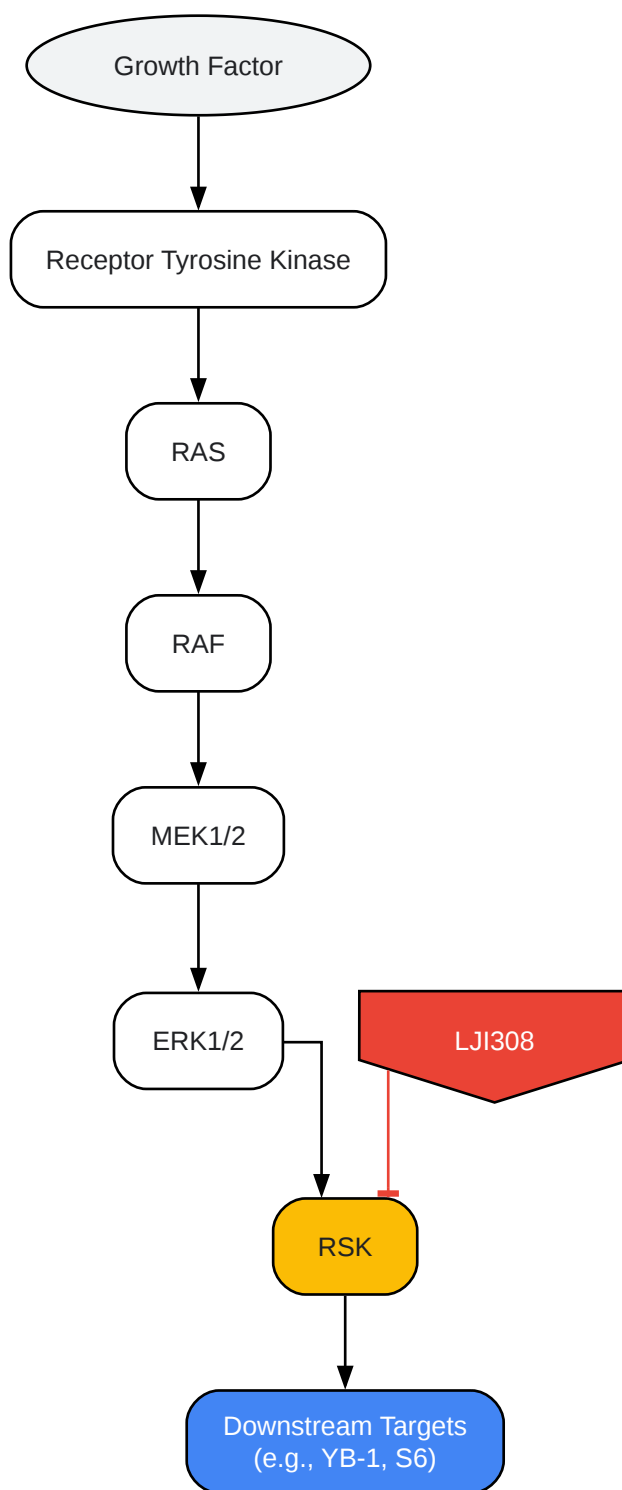 Growth Factor
Receptor Tyrosine Kinase
RAS
RAF
MEK1/2
ERK1/2
LJI308
RSK
Downstream Targets
(e.g., YB-1, S6)